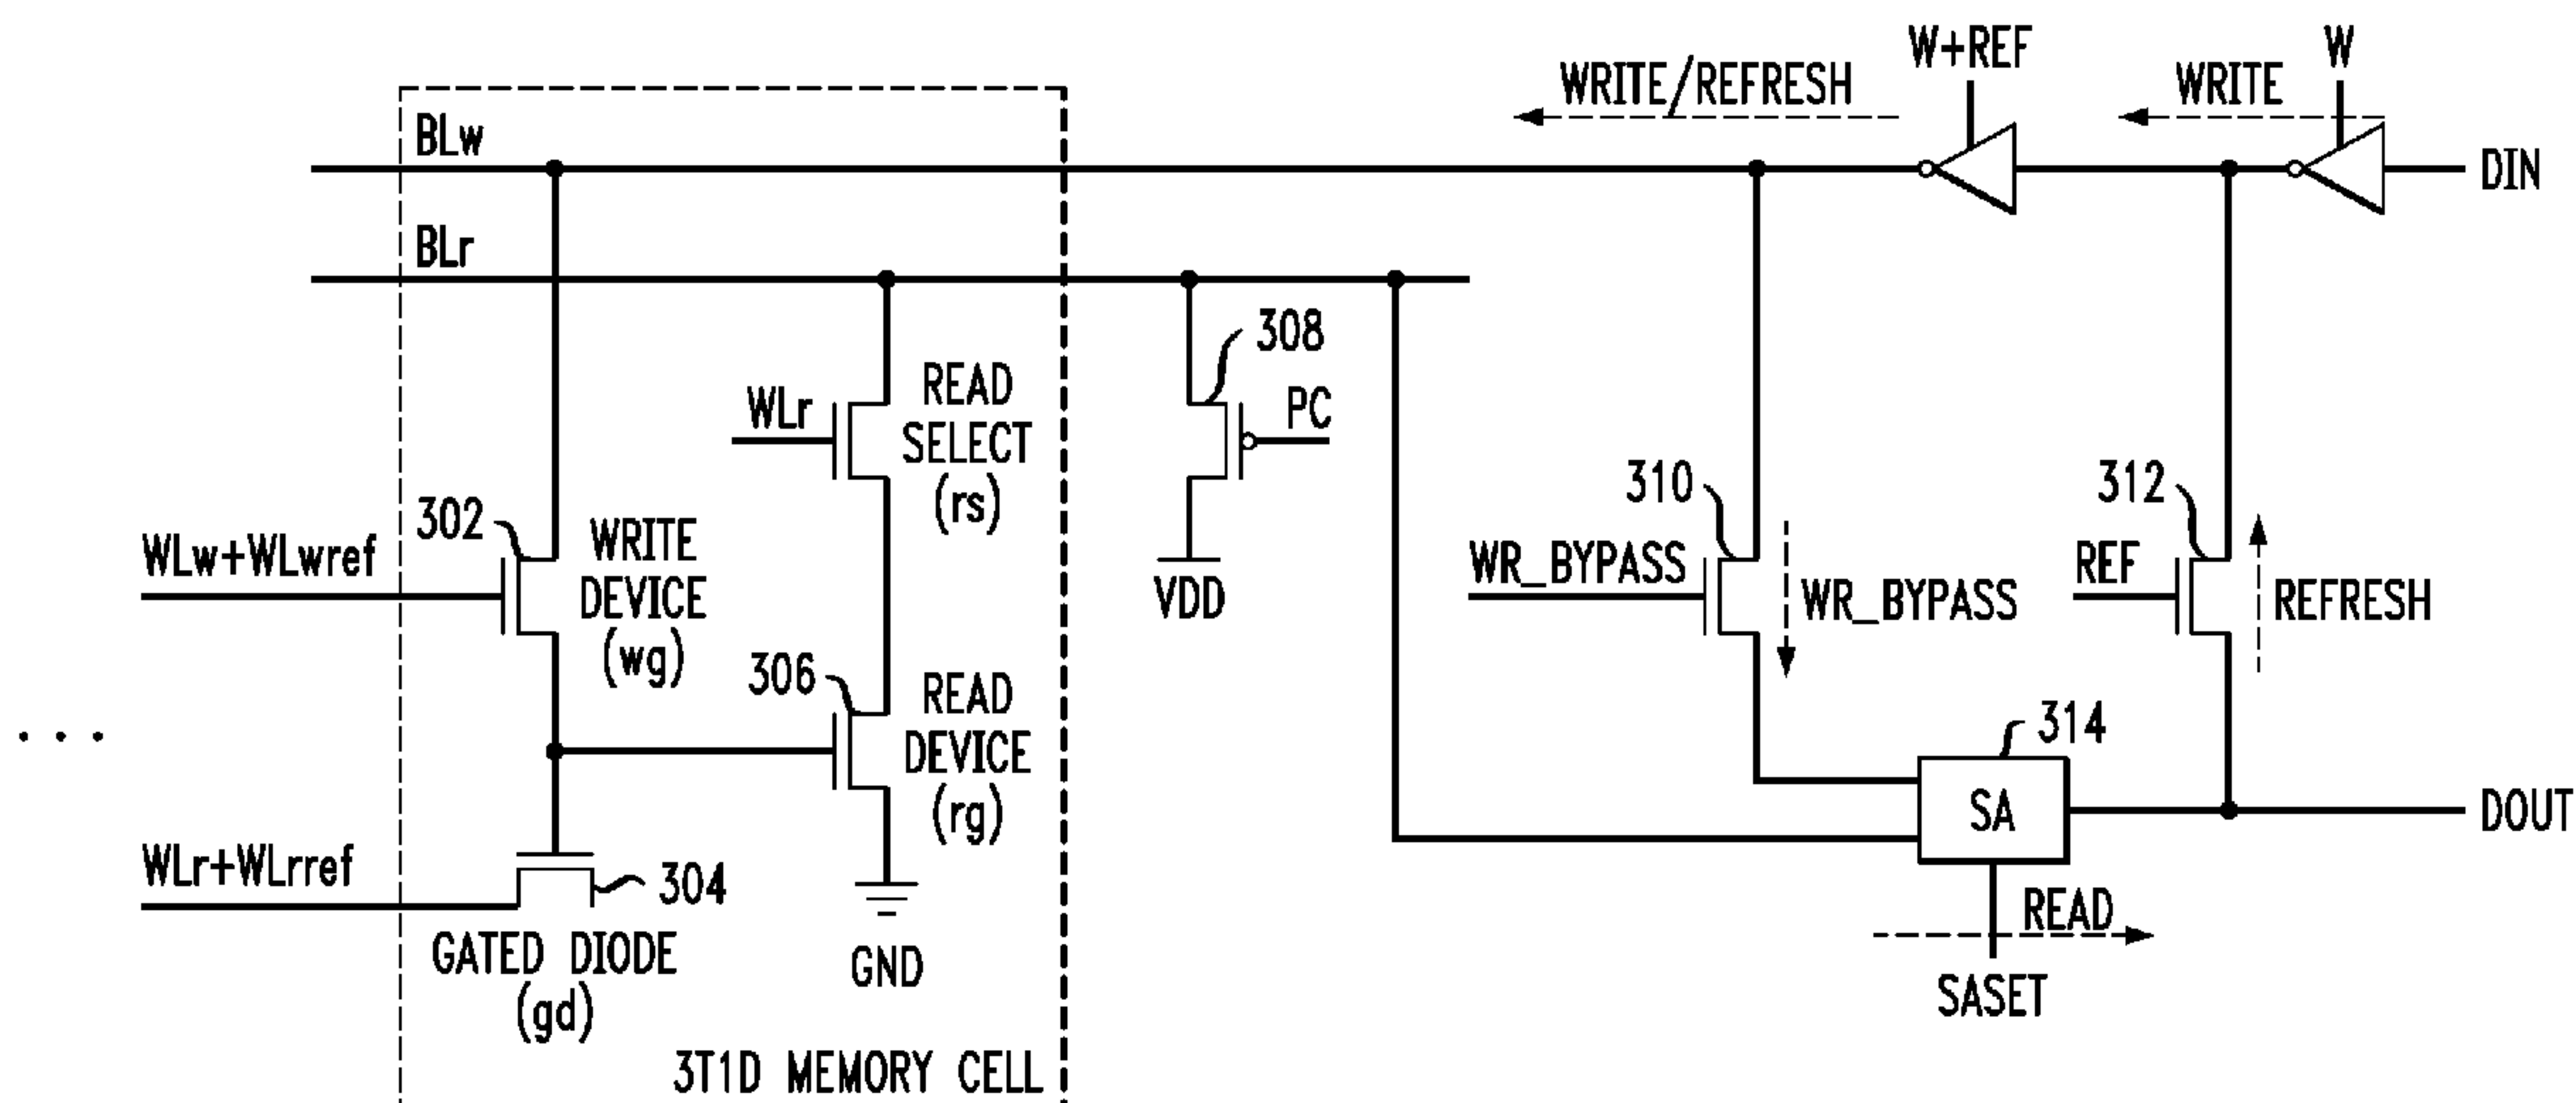 W+REF
W
WRITE/REFRESH
WRITE
BLw
DIN
BLr
308
READ
SELECT
(rs)
WLr
PC
310
312
302
WRITE
DEVICE
(wg)
WLw+WLwref
VDD
WR_BYPASS
WR_BYPASS
REF
REFRESH
306
READ
DEVICE
(rg)
314
. . .
SA
DOUT
WLr+WLrref
304
READ
GATED DIODE
(gd)
GND
SASET
3T1D MEMORY CELL